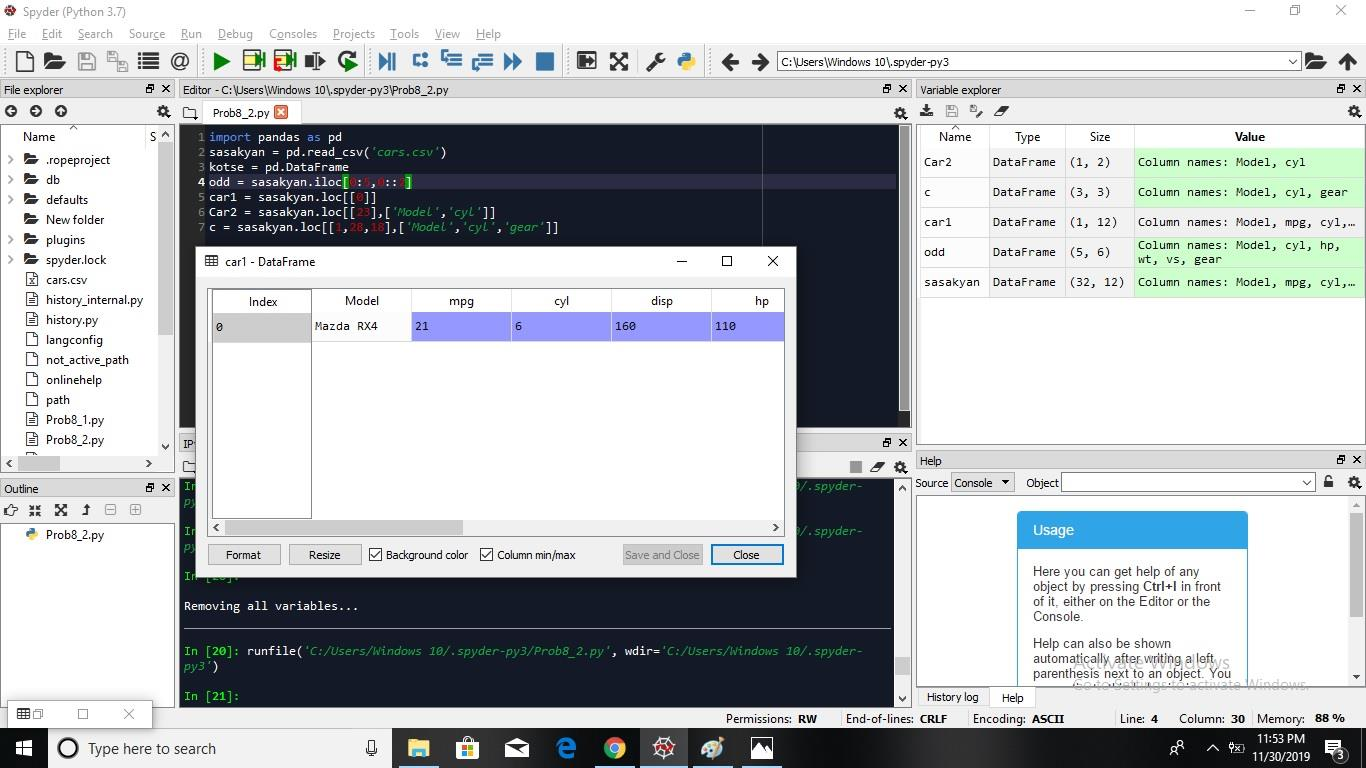 Spyder (Python 3.7)
File Edit Search Source Run Debug Consoles Projects Tools View Help
C:\Users\Windows 10\.spyder-py3
File explorer
Name S
.ropeproject
db
defaults
New folder
plugins
spyder.lock
cars.csv
history_internal.py
history.py
langconfig
not_active_path
onlinehelp
path
Prob8_1.py
Prob8_2.py
Outline
Prob8_2.py
Editor - C:\Users\Windows 10\.spyder-py3\Prob8_2.py
Prob8_2.py
1 import pandas as pd
2 sasakyan = pd.read_csv('cars.csv')
3 kotse = pd.DataFrame
4 odd = sasakyan.iloc[0:5,0::2]
5 car1 = sasakyan.loc[[0]]
6 Car2 = sasakyan.loc[[23],['Model','cyl']]
7 c = sasakyan.loc[[1,28,18],['Model','cyl','gear']]
car1 - DataFrame
Index Model mpg cyl disp hp
0 Mazda RX4 21 6 160 110
Format Resize Background color Column min/max Save and Close Close
Removing all variables...
In [20]: runfile('C:/Users/Windows 10/.spyder-py3/Prob8_2.py', wdir='C:/Users/Windows 10/.spyder-
py3')
In [21]:
Variable explorer
Name Type Size Value
Car2 DataFrame (1, 2) Column names: Model, cyl
c DataFrame (3, 3) Column names: Model, cyl, gear
car1 DataFrame (1, 12) Column names: Model, mpg, cyl,…
odd DataFrame (5, 6) Column names: Model, cyl, hp,
wt, vs, gear
sasakyan DataFrame (32, 12) Column names: Model, mpg, cyl,…
Help
Source Console Object
Usage
Here you can get help of any
object by pressing Ctrl+I in front
of it, either on the Editor or the
Console.
Help can also be shown
automatically after writing a left
parenthesis next to an object. You
Activate Windows
Go to Settings to activate Windows.
History log Help
Permissions: RW End-of-lines: CRLF Encoding: ASCII Line: 4 Column: 30 Memory: 88 %
Type here to search
11:53 PM
11/30/2019
3